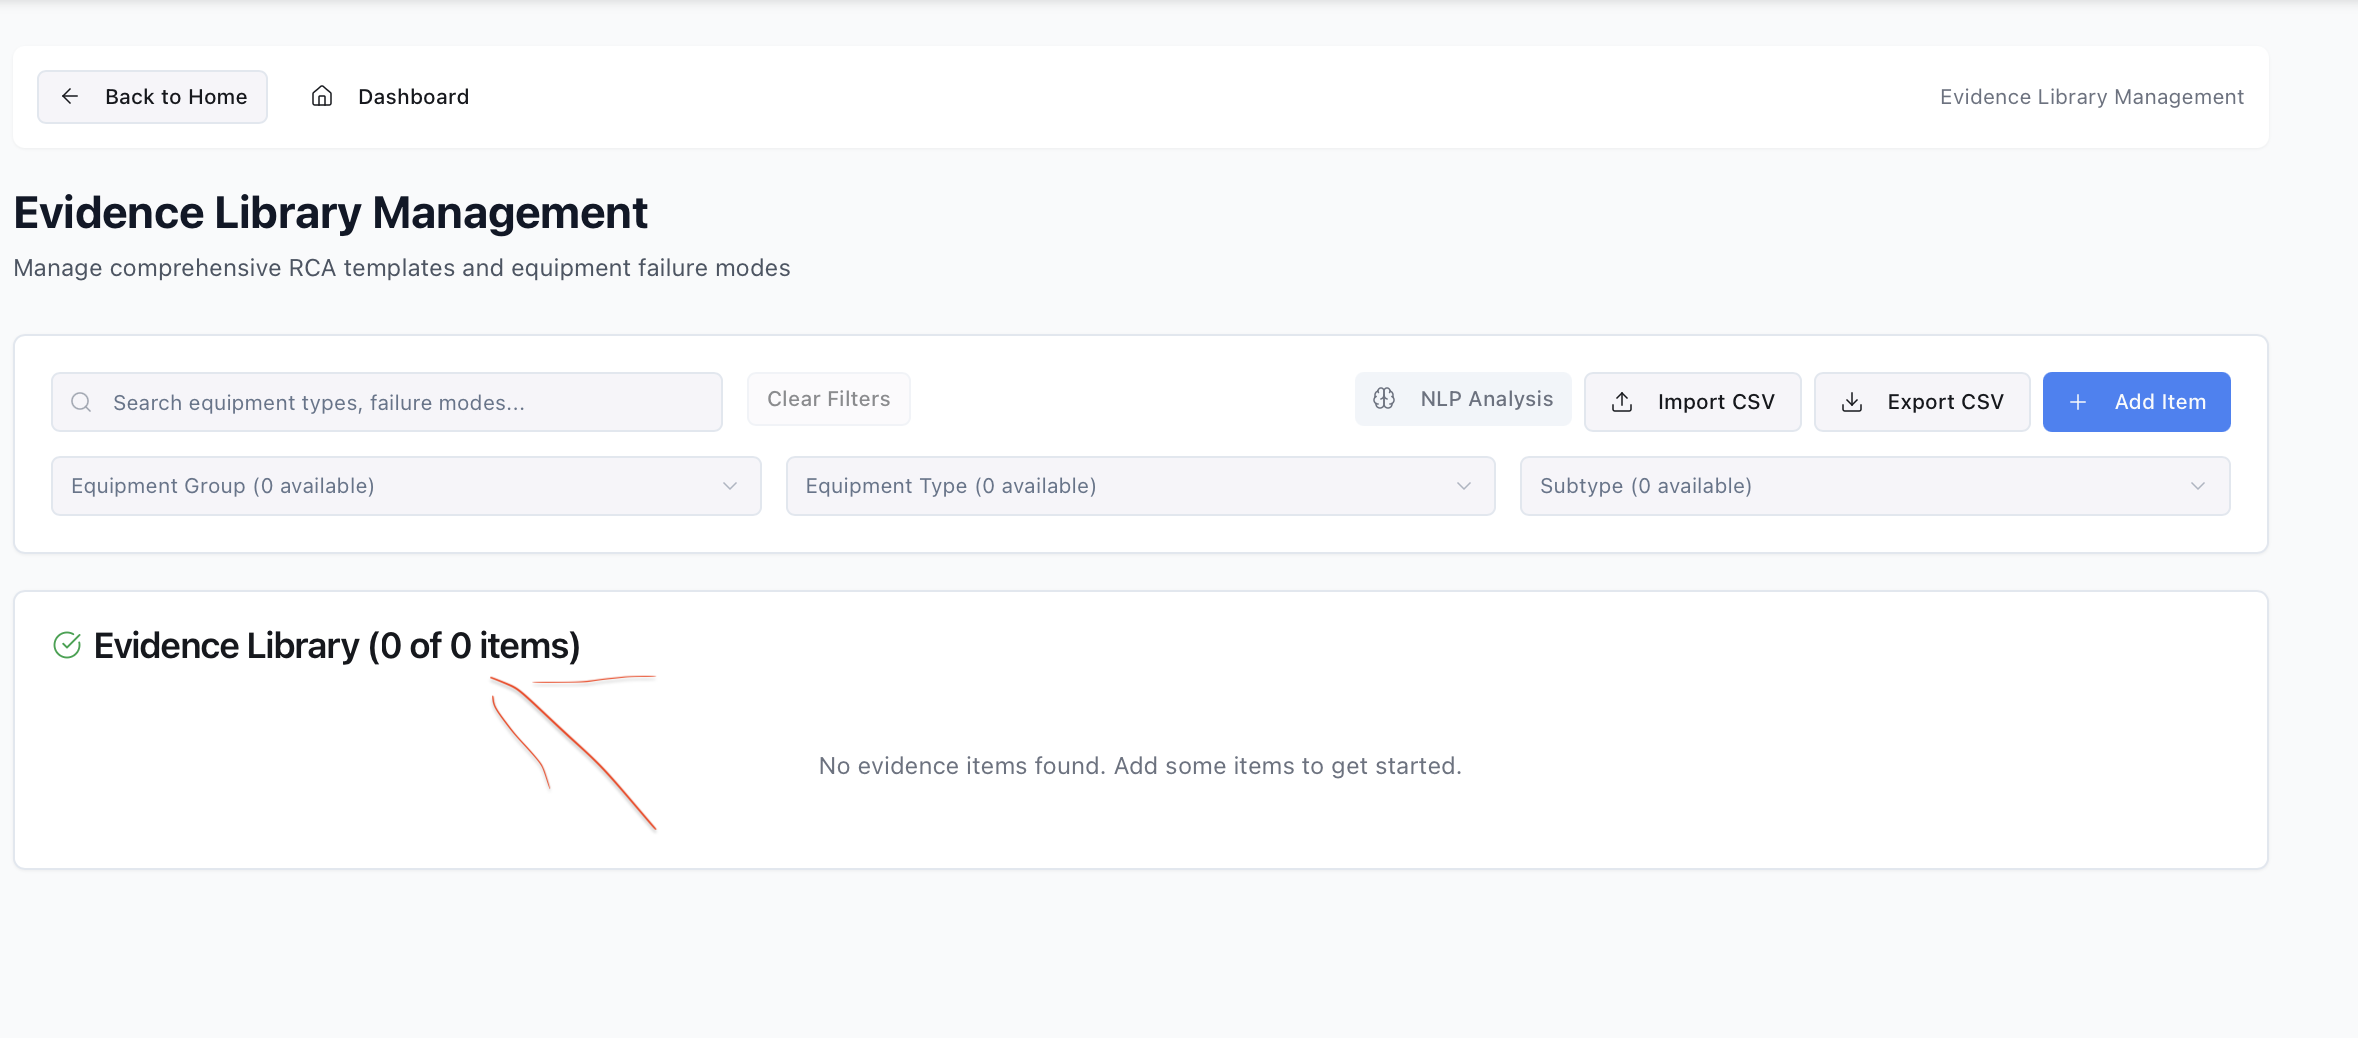 Back to Home
Dashboard
Evidence Library Management
Evidence Library Management
Manage comprehensive RCA templates and equipment failure modes
Search equipment types, failure modes...
Clear Filters
NLP Analysis
Import CSV
Export CSV
Add Item
Equipment Group (0 available)
Equipment Type (0 available)
Subtype (0 available)
Evidence Library (0 of 0 items)
No evidence items found. Add some items to get started.